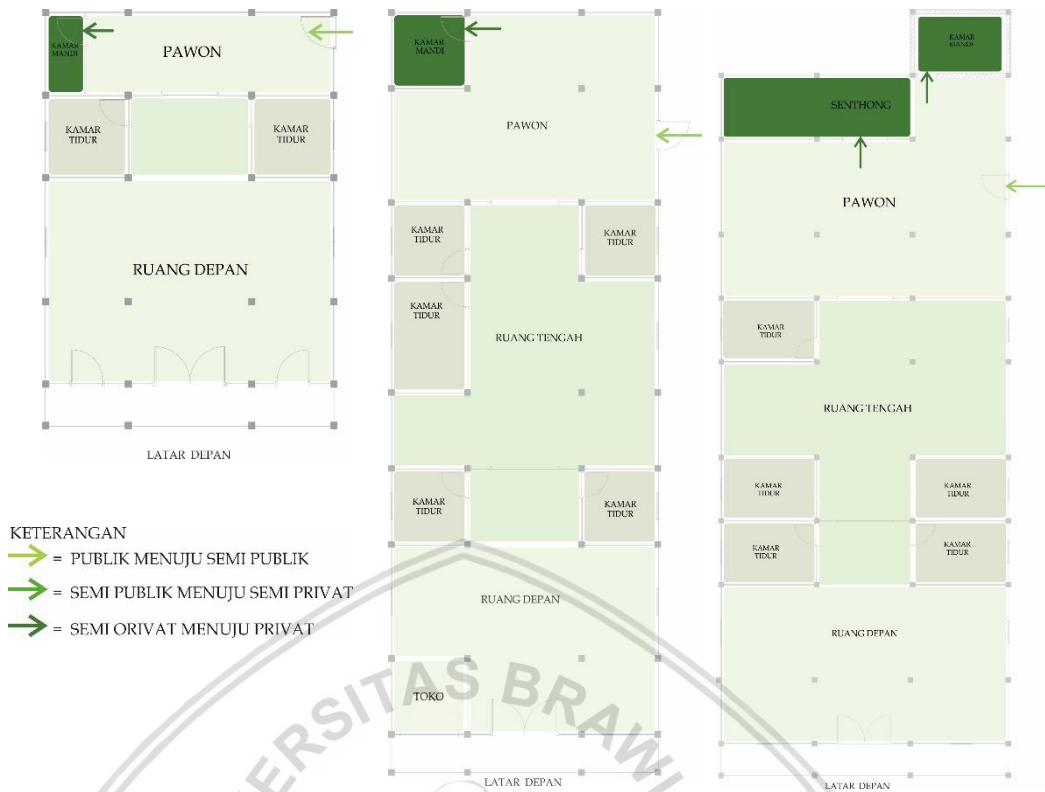 KAMAR
MANDI
PAWON
KAMAR
TIDUR
KAMAR
TIDUR
RUANG DEPAN
LATAR DEPAN
KETERANGAN
= PUBLIK MENUJU SEMI PUBLIK
= SEMI PUBLIK MENUJU SEMI PRIVAT
= SEMI ORIVAT MENUJU PRIVAT
KAMAR
MANDI
PAWON
KAMAR
TIDUR
KAMAR
TIDUR
KAMAR
TIDUR
RUANG TENGAH
KAMAR
TIDUR
KAMAR
TIDUR
RUANG DEPAN
TOKO
LATAR DEPAN
KAMAR
MANDI
SENTHONG
PAWON
KAMAR
TIDUR
RUANG TENGAH
KAMAR
TIDUR
KAMAR
TIDUR
KAMAR
TIDUR
KAMAR
TIDUR
RUANG DEPAN
LATAR DEPAN
ERSITAS BRAW